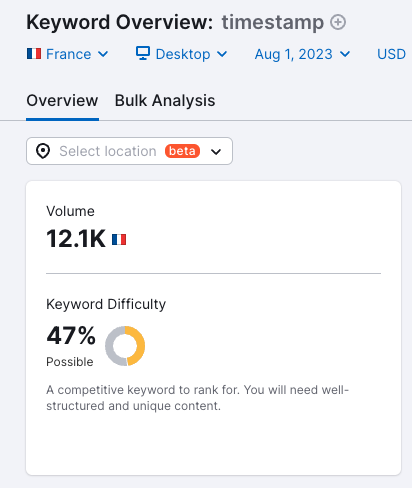 Keyword Overview: timestamp
France Desktop Aug 1, 2023 USD
Overview Bulk Analysis
Select location beta
Volume
12.1K
Keyword Difficulty
47%
Possible
A competitive keyword to rank for. You will need well-
structured and unique content.